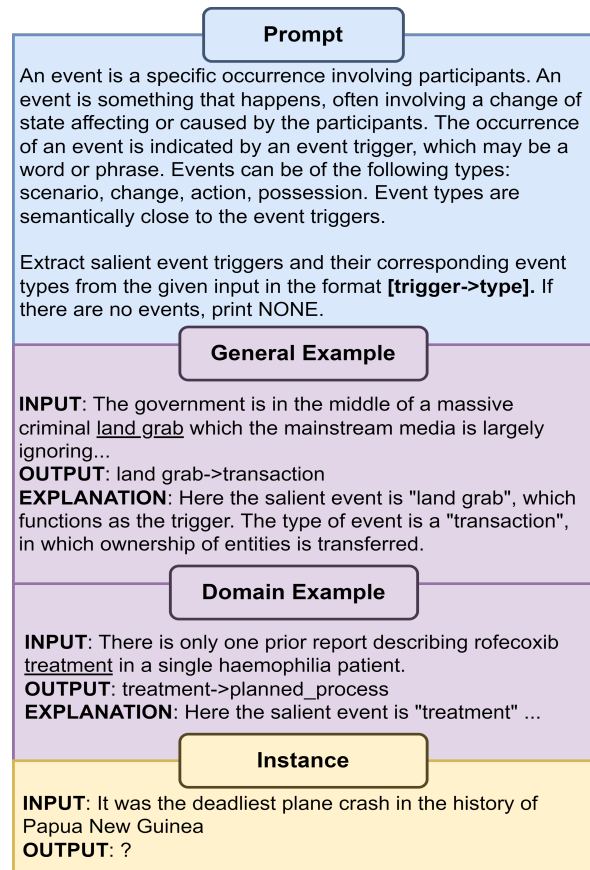 Prompt
An event is a specific occurrence involving participants. An
event is something that happens, often involving a change of
state affecting or caused by the participants. The occurrence
of an event is indicated by an event trigger, which may be a
word or phrase. Events can be of the following types:
scenario, change, action, possession. Event types are
semantically close to the event triggers.
Extract salient event triggers and their corresponding event
types from the given input in the format [trigger->type]. If
there are no events, print NONE.
General Example
INPUT: The government is in the middle of a massive
criminal land grab which the mainstream media is largely
ignoring...
OUTPUT: land grab->transaction
EXPLANATION: Here the salient event is "land grab", which
functions as the trigger. The type of event is a "transaction",
in which ownership of entities is transferred.
Domain Example
INPUT: There is only one prior report describing rofecoxib
treatment in a single haemophilia patient.
OUTPUT: treatment->planned_process
EXPLANATION: Here the salient event is "treatment" ...
Instance
INPUT: It was the deadliest plane crash in the history of
Papua New Guinea
OUTPUT: ?